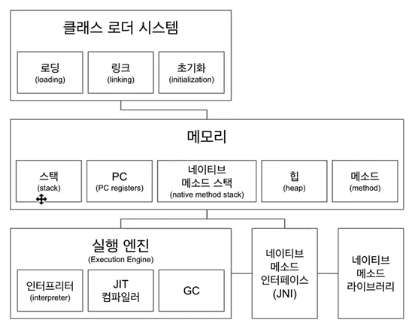 클래스 로더 시스템
로딩
(loading)
링크
(linking)
초기화
(initialization)
메모리
스택
(stack)
PC
(PC registers)
네이티브
메소드 스택
(native method stack)
힙
(heap)
메소드
(method)
실행 엔진
(Execution Engine)
인터프리터
(interpreter)
JIT
컴파일러
GC
네이티브
메소드
인터페이스
(JNI)
네이티브
메소드
라이브러리